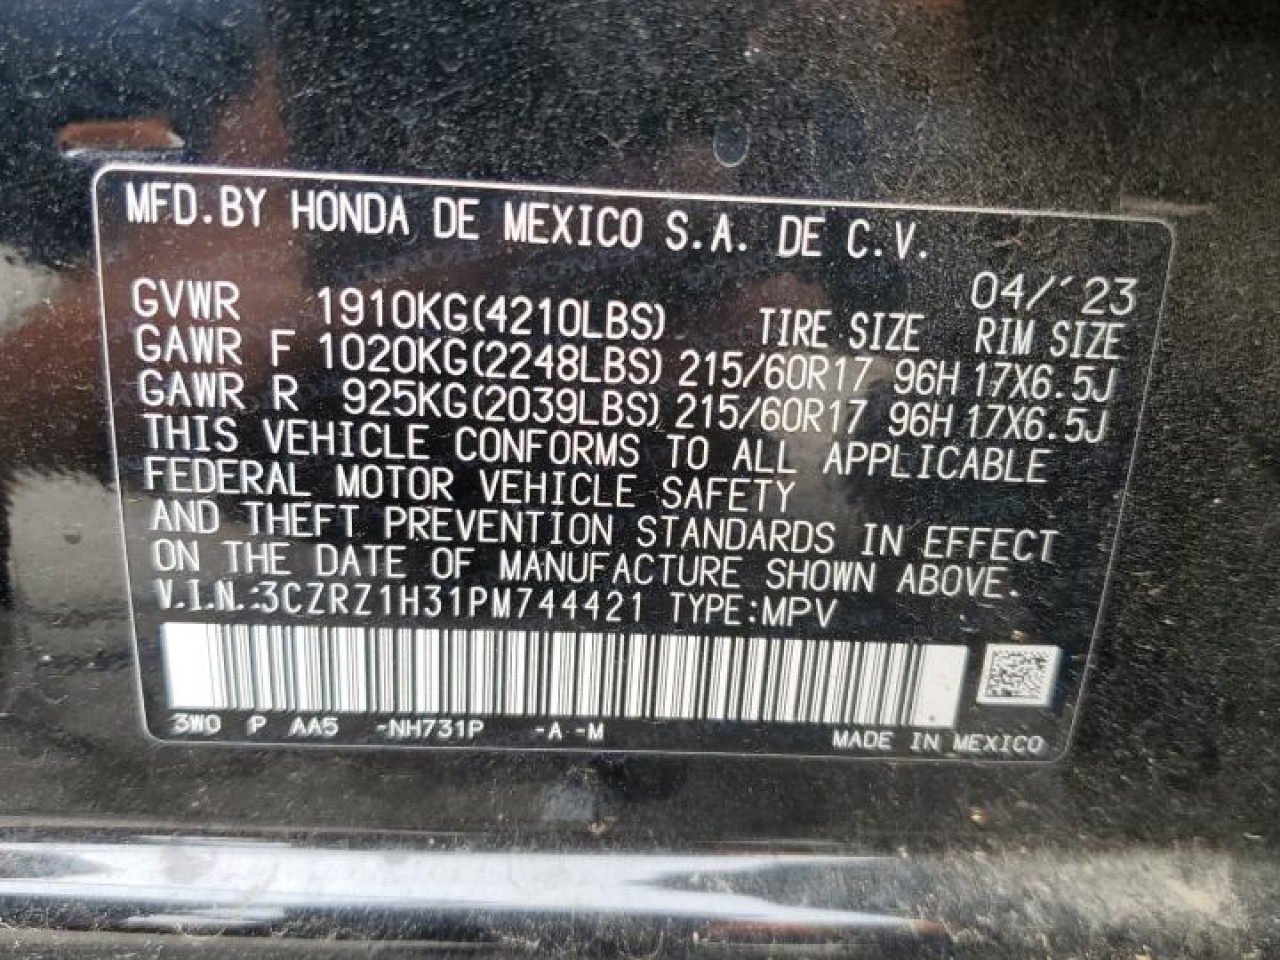 MFD.BY HONDA DE MEXICO S.A. DE C.V.
04/'23
GVWR 1910KG(4210LBS) TIRE SIZE RIM SIZE
GAWR F 1020KG(2248LBS) 215/60R17 96H 17X6.5J
GAWR R 925KG(2039LBS) 215/60R17 96H 17X6.5J
THIS VEHICLE CONFORMS TO ALL APPLICABLE
FEDERAL MOTOR VEHICLE SAFETY
AND THEFT PREVENTION STANDARDS IN EFFECT
ON THE DATE OF MANUFACTURE SHOWN ABOVE.
V.I.N.:3CZRZ1H31PM744421 TYPE:MPV
3W0 P AA5 -NH731P -A -M
MADE IN MEXICO